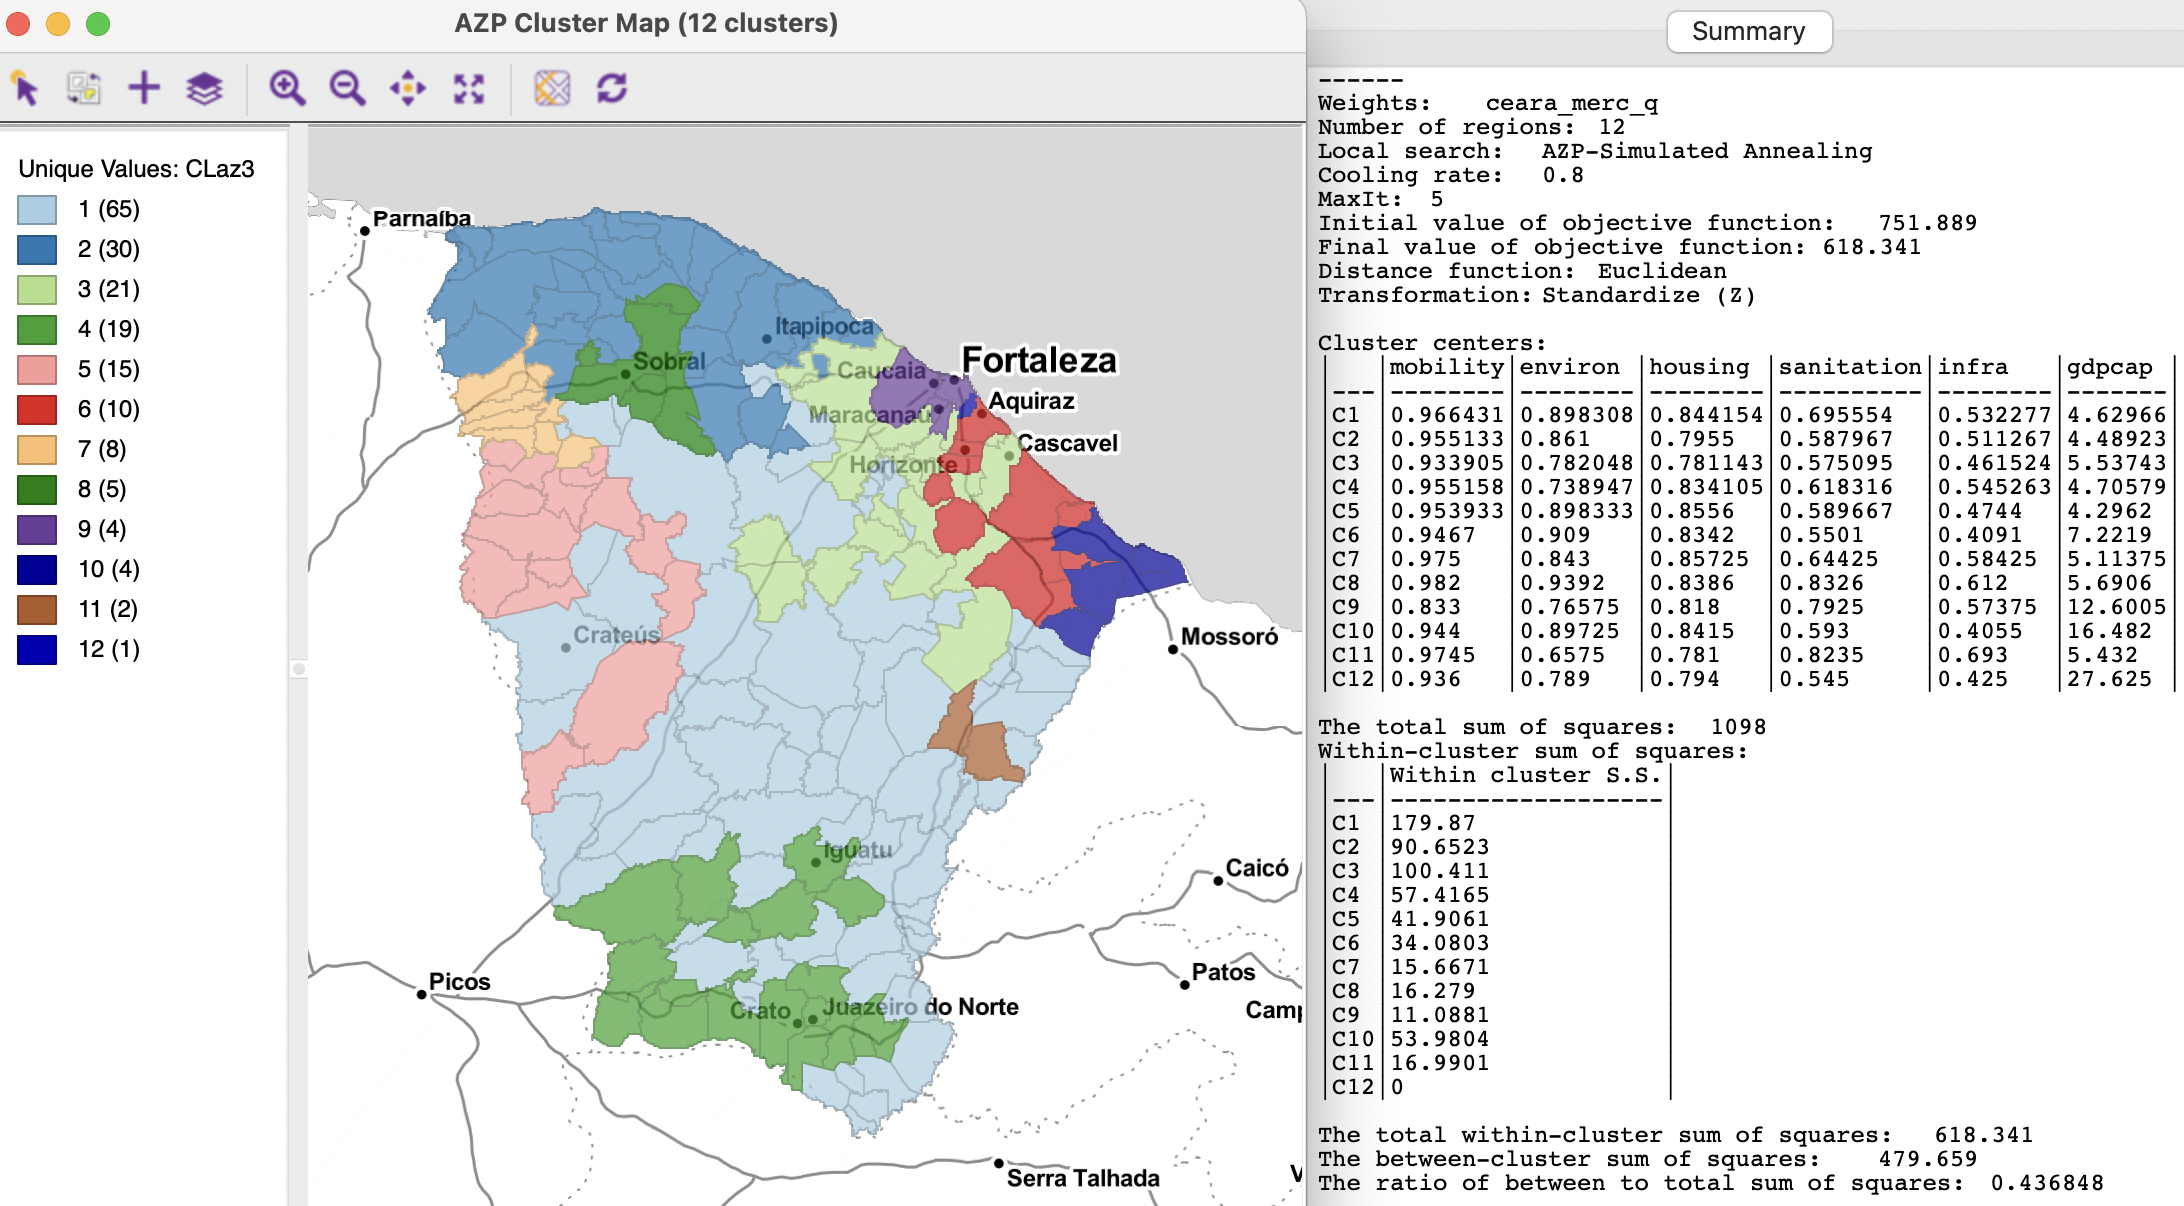 AZP Cluster Map (12 clusters)
Unique Values: CLaz3
1 (65)
2 (30)
3 (21)
4 (19)
5 (15)
6 (10)
7 (8)
8 (5)
9 (4)
10 (4)
11 (2)
12 (1)
Parnaíba
Itapipoca
Sobral
Caucaia
Fortaleza
Maracanaú
Aquiraz
Cascavel
Horizonte
Crateús
Mossoró
Iguatu
Caicó
Picos
Patos
Crato
Juazeiro do Norte
Camp
Serra Talhada
V
Summary
------
Weights: ceara_merc_q
Number of regions: 12
Local search: AZP-Simulated Annealing
Cooling rate: 0.8
MaxIt: 5
Initial value of objective function: 751.889
Final value of objective function: 618.341
Distance function: Euclidean
Transformation: Standardize (Z)
Cluster centers:
| |mobility|environ |housing |sanitation|infra |gdpcap |
|---|--------|--------|--------|----------|--------|-------|
|C1 |0.966431|0.898308|0.844154|0.695554 |0.532277|4.62966|
|C2 |0.955133|0.861 |0.7955 |0.587967 |0.511267|4.48923|
|C3 |0.933905|0.782048|0.781143|0.575095 |0.461524|5.53743|
|C4 |0.955158|0.738947|0.834105|0.618316 |0.545263|4.70579|
|C5 |0.953933|0.898333|0.8556 |0.589667 |0.4744 |4.2962 |
|C6 |0.9467 |0.909 |0.8342 |0.5501 |0.4091 |7.2219 |
|C7 |0.975 |0.843 |0.85725 |0.64425 |0.58425 |5.11375|
|C8 |0.982 |0.9392 |0.8386 |0.8326 |0.612 |5.6906 |
|C9 |0.833 |0.76575 |0.818 |0.7925 |0.57375 |12.6005|
|C10|0.944 |0.89725 |0.8415 |0.593 |0.4055 |16.482 |
|C11|0.9745 |0.6575 |0.781 |0.8235 |0.693 |5.432 |
|C12|0.936 |0.789 |0.794 |0.545 |0.425 |27.625 |
The total sum of squares: 1098
Within-cluster sum of squares:
| |Within cluster S.S.|
|---|-------------------|
|C1 |179.87 |
|C2 |90.6523 |
|C3 |100.411 |
|C4 |57.4165 |
|C5 |41.9061 |
|C6 |34.0803 |
|C7 |15.6671 |
|C8 |16.279 |
|C9 |11.0881 |
|C10|53.9804 |
|C11|16.9901 |
|C12|0 |
The total within-cluster sum of squares: 618.341
The between-cluster sum of squares: 479.659
The ratio of between to total sum of squares: 0.436848